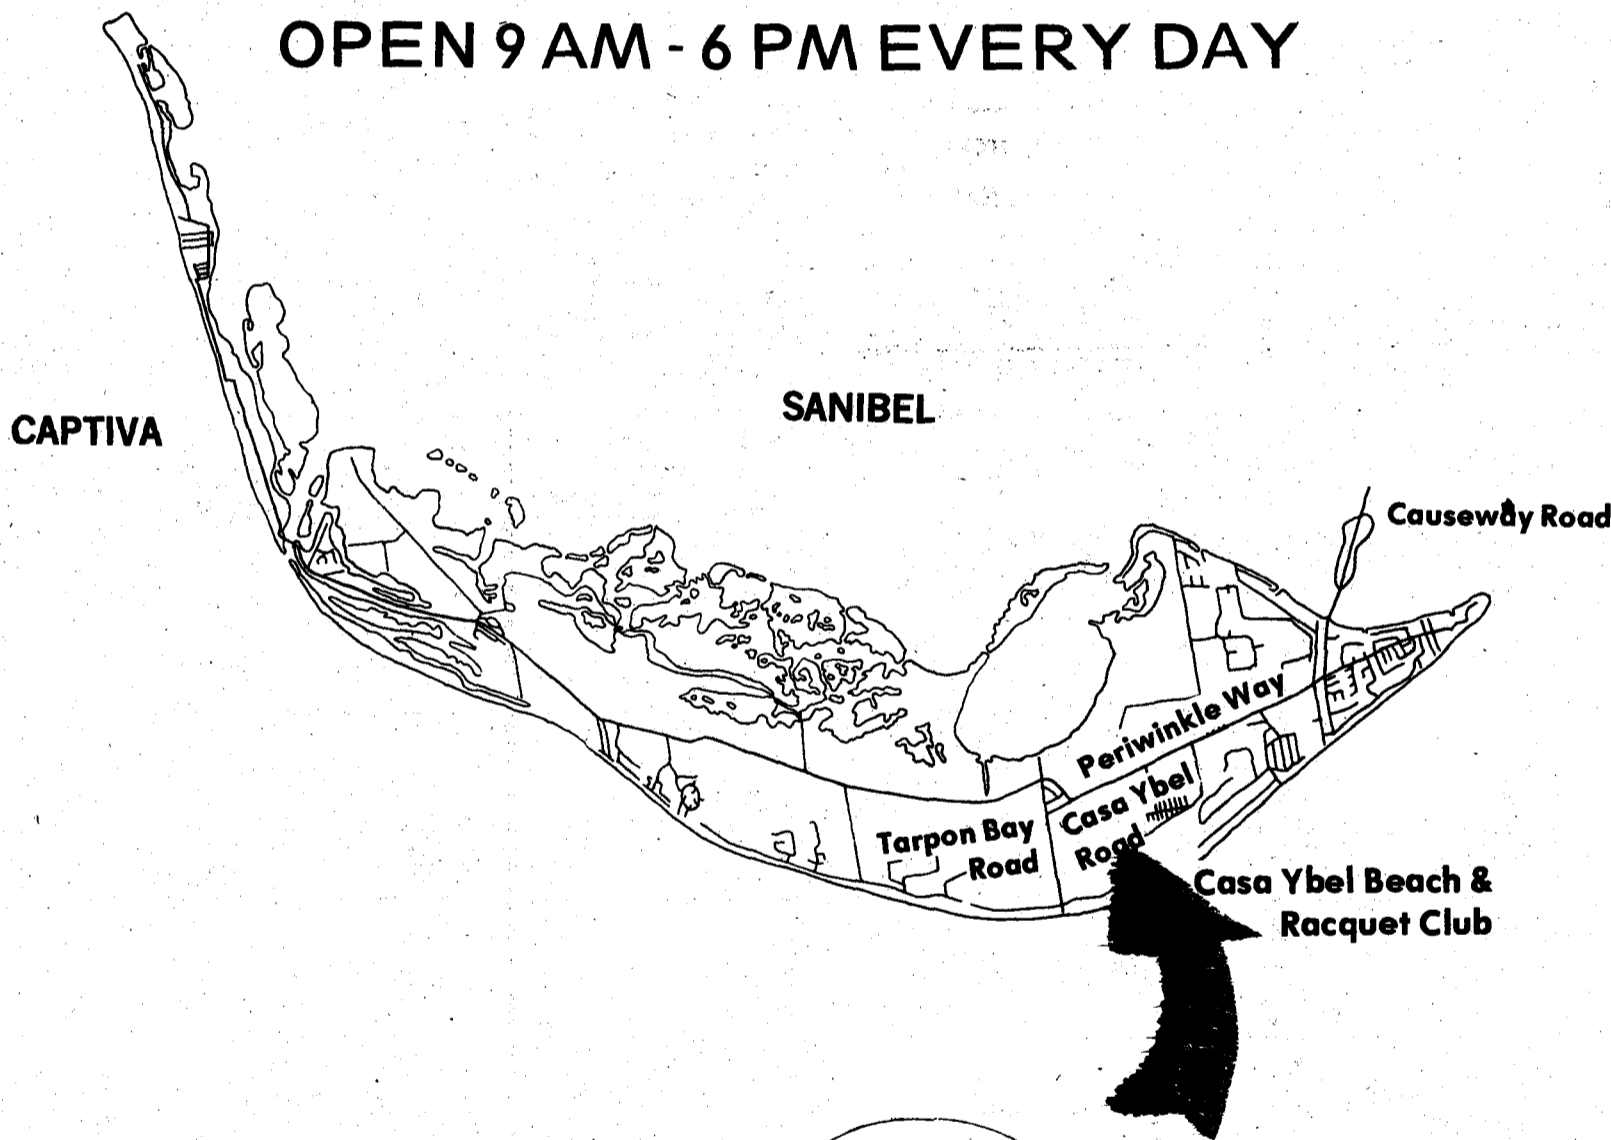 OPEN 9 AM - 6 PM EVERY DAY
SANIBEL
CAPTIVA
Causeway Road
Periwinkle Way
Casa Ybel
Road
Tarpon Bay
Road
Casa Ybel Beach &
Racquet Club